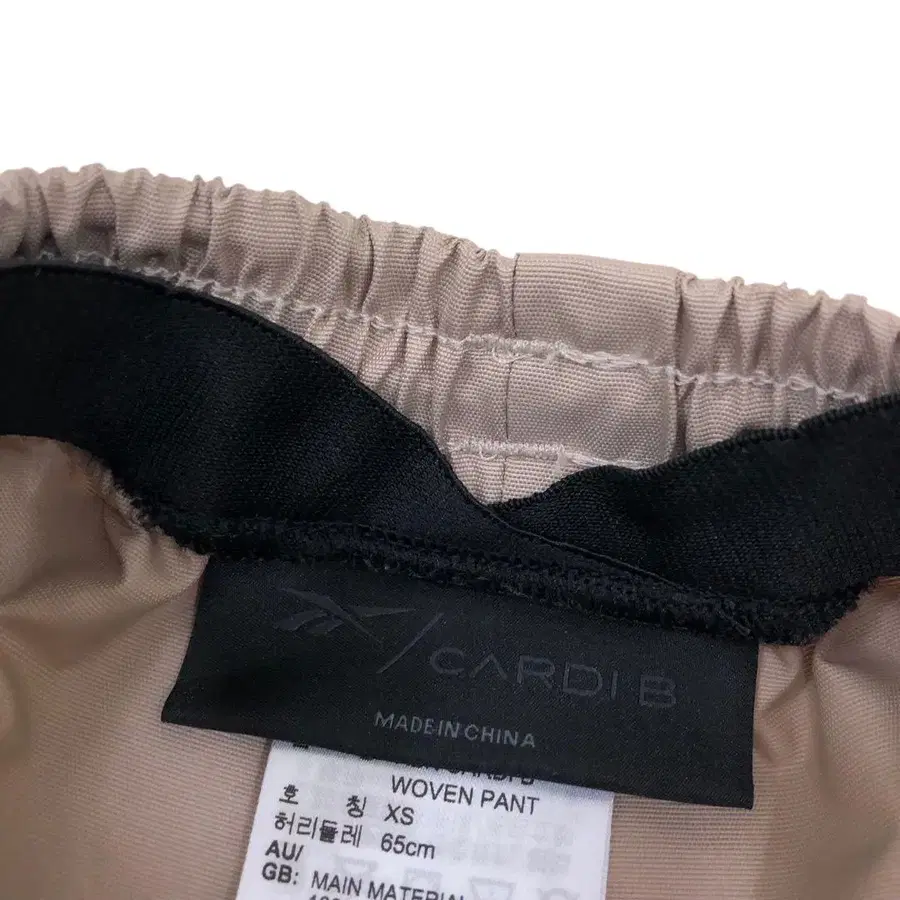 / CARDI B
MADE IN CHINA
WOVEN PANT
호 칭 XS
허리둘레 65cm
AU/
GB: MAIN MATERIAL